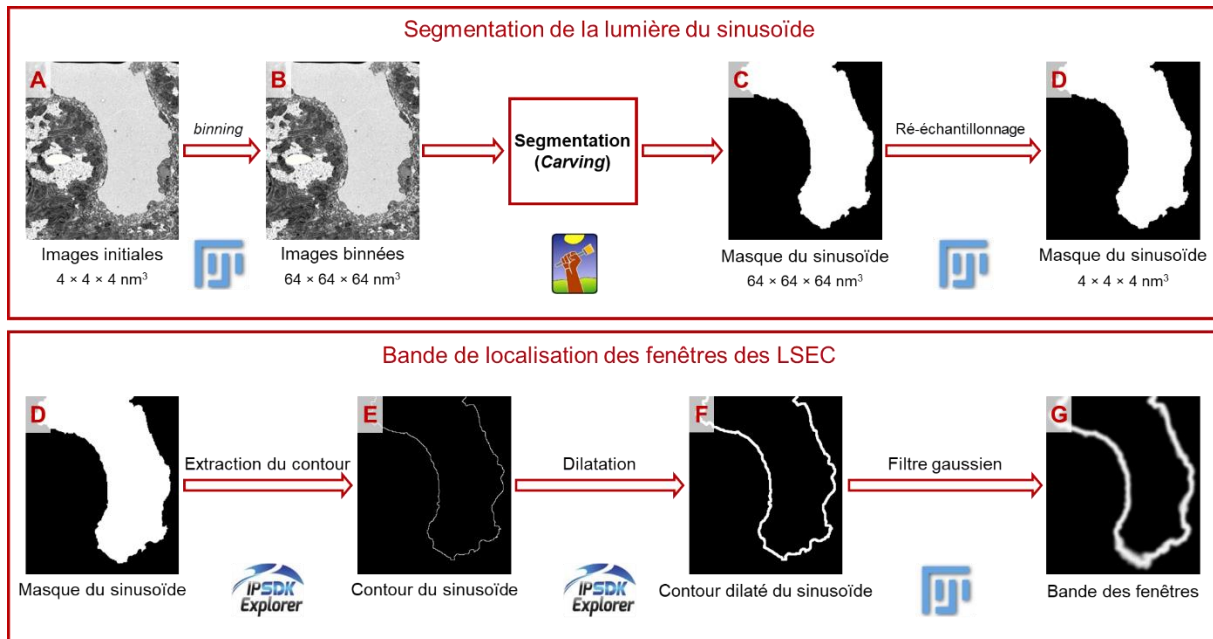 Segmentation de la lumière du sinusoïde
A
B
C
D
binning
Segmentation
(Carving)
Ré-échantillonnage
Images initiales
4 × 4 × 4 nm³
Images binnées
64 × 64 × 64 nm³
Masque du sinusoïde
64 × 64 × 64 nm³
Masque du sinusoïde
4 × 4 × 4 nm³
Bande de localisation des fenêtres des LSEC
D
E
F
G
Extraction du contour
Dilatation
Filtre gaussien
Masque du sinusoïde
IPSDK
Explorer
Contour du sinusoïde
IPSDK
Explorer
Contour dilaté du sinusoïde
Bande des fenêtres